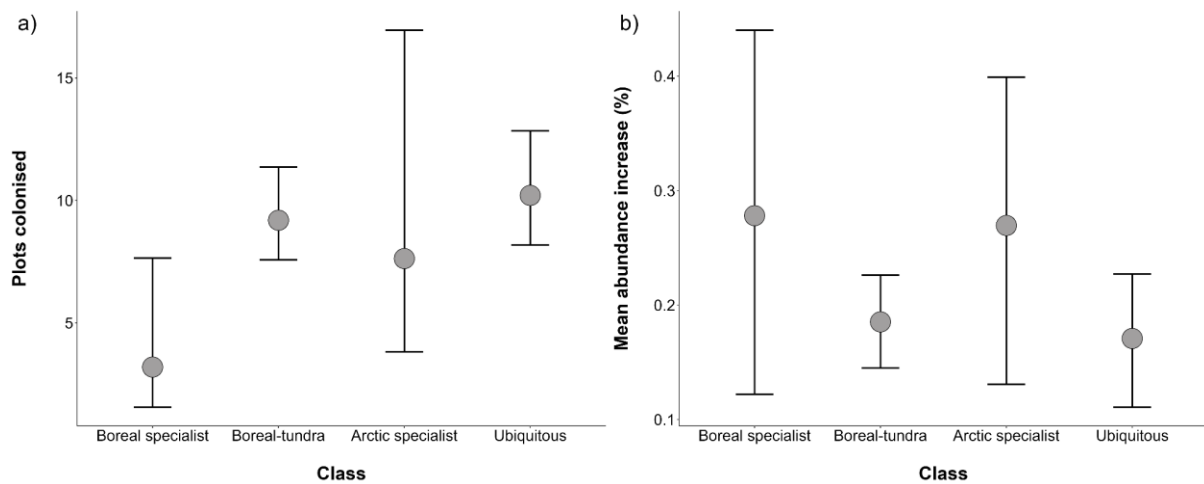 a)
Plots colonised
15
10
5
Boreal specialist Boreal-tundra Arctic specialist Ubiquitous
Class
b)
Mean abundance increase (%)
0.4
0.3
0.2
0.1
Boreal specialist Boreal-tundra Arctic specialist Ubiquitous
Class